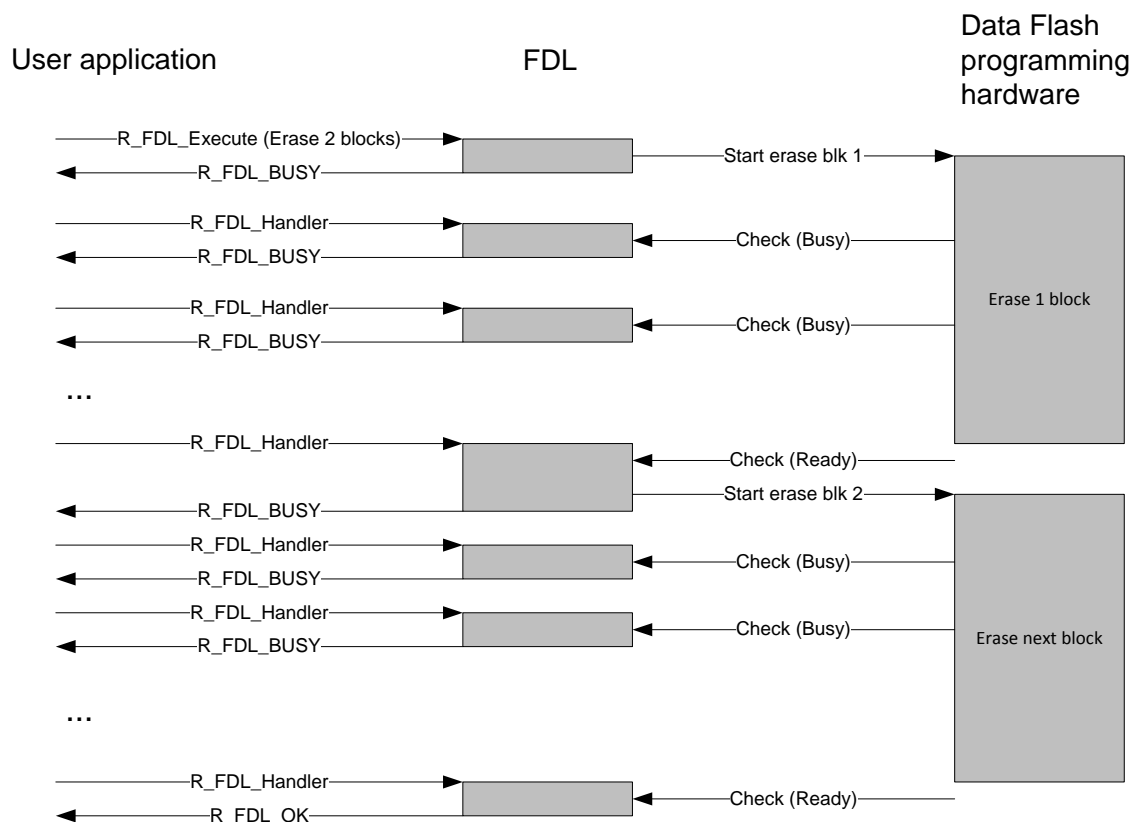 User application
FDL
Data Flash
programming
hardware
R_FDL_Execute (Erase 2 blocks)
Start erase blk 1
R_FDL_BUSY
R_FDL_Handler
Check (Busy)
R_FDL_BUSY
Erase 1 block
R_FDL_Handler
Check (Busy)
R_FDL_BUSY
...
R_FDL_Handler
Check (Ready)
Start erase blk 2
R_FDL_BUSY
R_FDL_Handler
Check (Busy)
R_FDL_BUSY
R_FDL_Handler
Check (Busy)
Erase next block
R_FDL_BUSY
...
R_FDL_Handler
Check (Ready)
R_FDL_OK